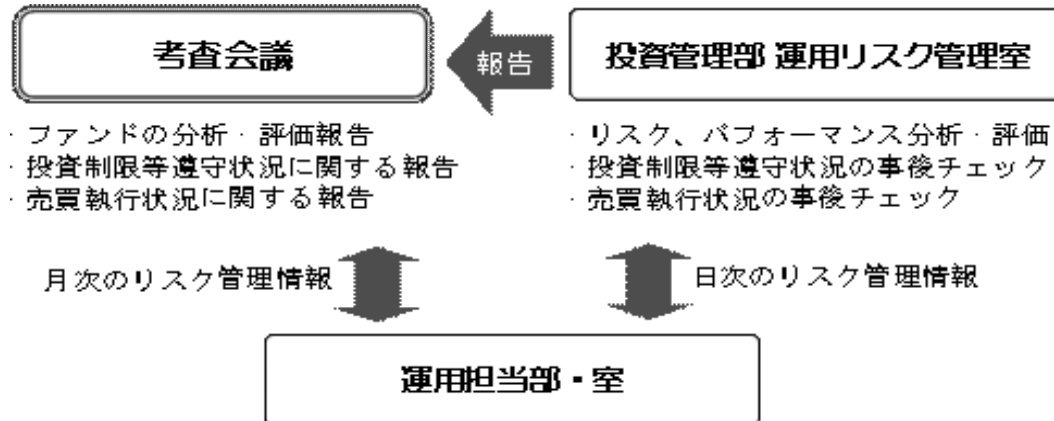 考査会議
報告
投資管理部 運用リスク管理室
・ファンドの分析・評価報告
・投資制限等遵守状況に関する報告
・売買執行状況に関する報告
・リスク、パフォーマンス分析・評価
・投資制限等遵守状況の事後チェック
・売買執行状況の事後チェック
月次のリスク管理情報
日次のリスク管理情報
運用担当部・室